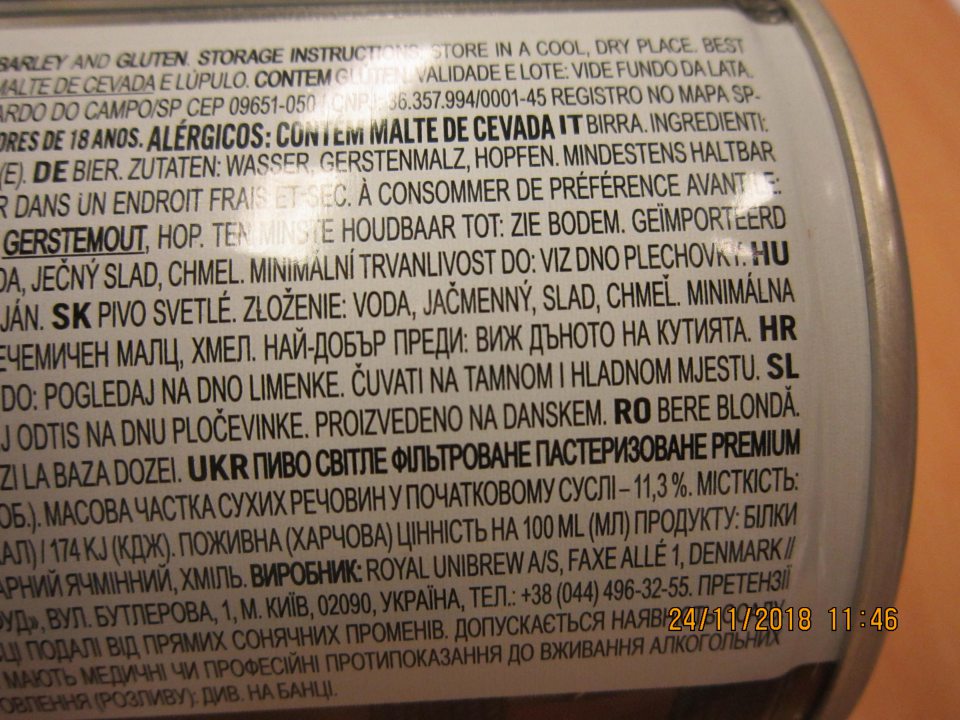 BARLEY AND GLUTEN. STORAGE INSTRUCTIONS: STORE IN A COOL, DRY PLACE. BEST
MALTE DE CEVADA E LÚPULO. CONTEM GLÚTEN. VALIDADE E LOTE: VIDE FUNDO DA LATA.
ARDO DO CAMPO/SP CEP 09651-050 / CNPJ: 36.357.994/0001-45 REGISTRO NO MAPA SP-
ORES DE 18 ANOS. ALÉRGICOS: CONTÉM MALTE DE CEVADA IT BIRRA. INGREDIENTI:
(E). DE BIER. ZUTATEN: WASSER, GERSTENMALZ, HOPFEN. MINDESTENS HALTBAR
R DANS UN ENDROIT FRAIS ET SEC. À CONSOMMER DE PRÉFÉRENCE AVANT LE:
GERSTEMOUT, HOP. TEN MINSTE HOUDBAAR TOT: ZIE BODEM. GEÏMPORTEERD
DA, JEČNÝ SLAD, CHMEL. MINIMÁLNÍ TRVANLIVOST DO: VIZ DNO PLECHOVKY. HU
JÁN. SK PIVO SVETLÉ. ZLOŽENIE: VODA, JAČMENNÝ, SLAD, CHMEĽ. MINIMÁLNA
ЕЧЕМИЧЕН МАЛЦ, ХМЕЛ. НАЙ-ДОБЪР ПРЕДИ: ВИЖ ДЪНОТО НА КУТИЯТА. HR
DO: POGLEDAJ NA DNO LIMENKE. ČUVATI NA TAMNOM I HLADNOM MJESTU. SL
J ODTIS NA DNU PLOČEVINKE. PROIZVEDENO NA DANSKEM. RO BERE BLONDĂ.
ZI LA BAZA DOZEI. UKR ПИВО СВІТЛЕ ФІЛЬТРОВАНЕ ПАСТЕРИЗОВАНЕ PREMIUM
ОБ.). МАСОВА ЧАСТКА СУХИХ РЕЧОВИН У ПОЧАТКОВОМУ СУСЛІ – 11,3 %. МІСТКІСТЬ:
АЛ) / 174 KJ (КДЖ). ПОЖИВНА (ХАРЧОВА) ЦІННІСТЬ НА 100 ML (МЛ) ПРОДУКТУ: БІЛКИ
АРНИЙ ЯЧМІННИЙ, ХМІЛЬ. ВИРОБНИК: ROYAL UNIBREW A/S, FAXE ALLÉ 1, DENMARK //
УД», ВУЛ. БУТЛЕРОВА, 1, М. КИЇВ, 02090, УКРАЇНА, ТЕЛ.: +38 (044) 496-32-55. ПРЕТЕНЗІЇ
ЦІ ПОДАЛІ ВІД ПРЯМИХ СОНЯЧНИХ ПРОМЕНІВ. ДОПУСКАЄТЬСЯ
МАЮТЬ МЕДИЧНІ ЧИ ПРОФЕСІЙНІ ПРОТИПОКАЗАННЯ ДО ВЖИВАННЯ АЛКОГОЛЬНИХ
ОВЛЕННЯ (РОЗЛИВУ): ДИВ. НА БАНЦІ.
24/11/2018 11:46